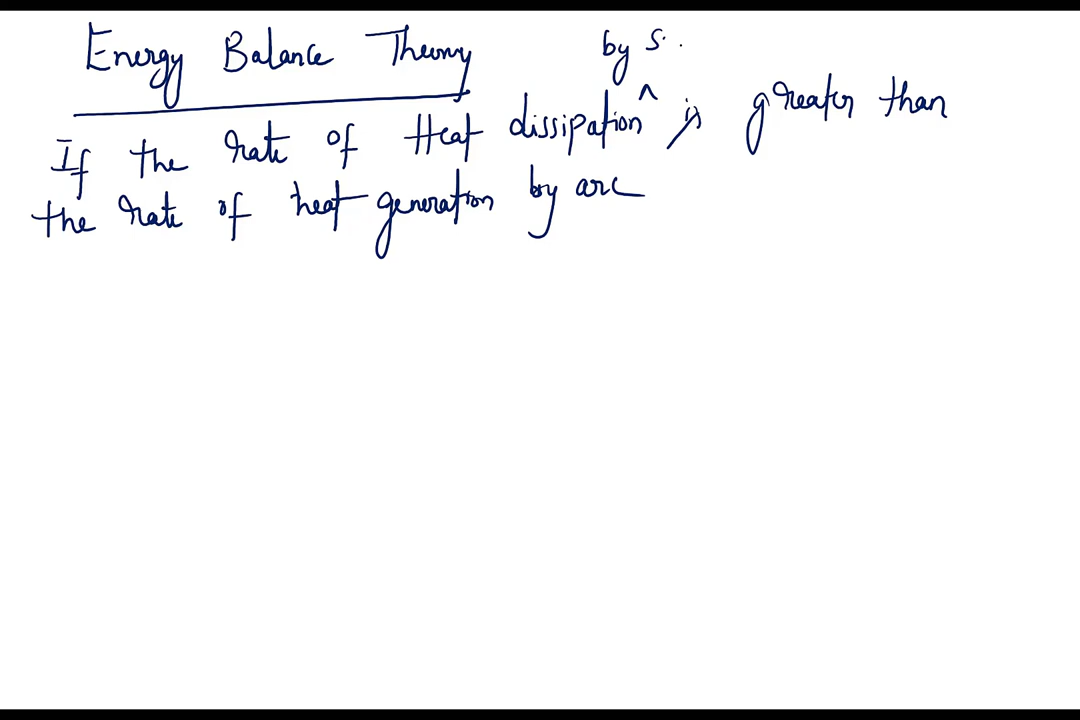 Energy Balance Theory
by s.
If the rate of Heat dissipation ^ is greater than
the rate of heat generation by arc